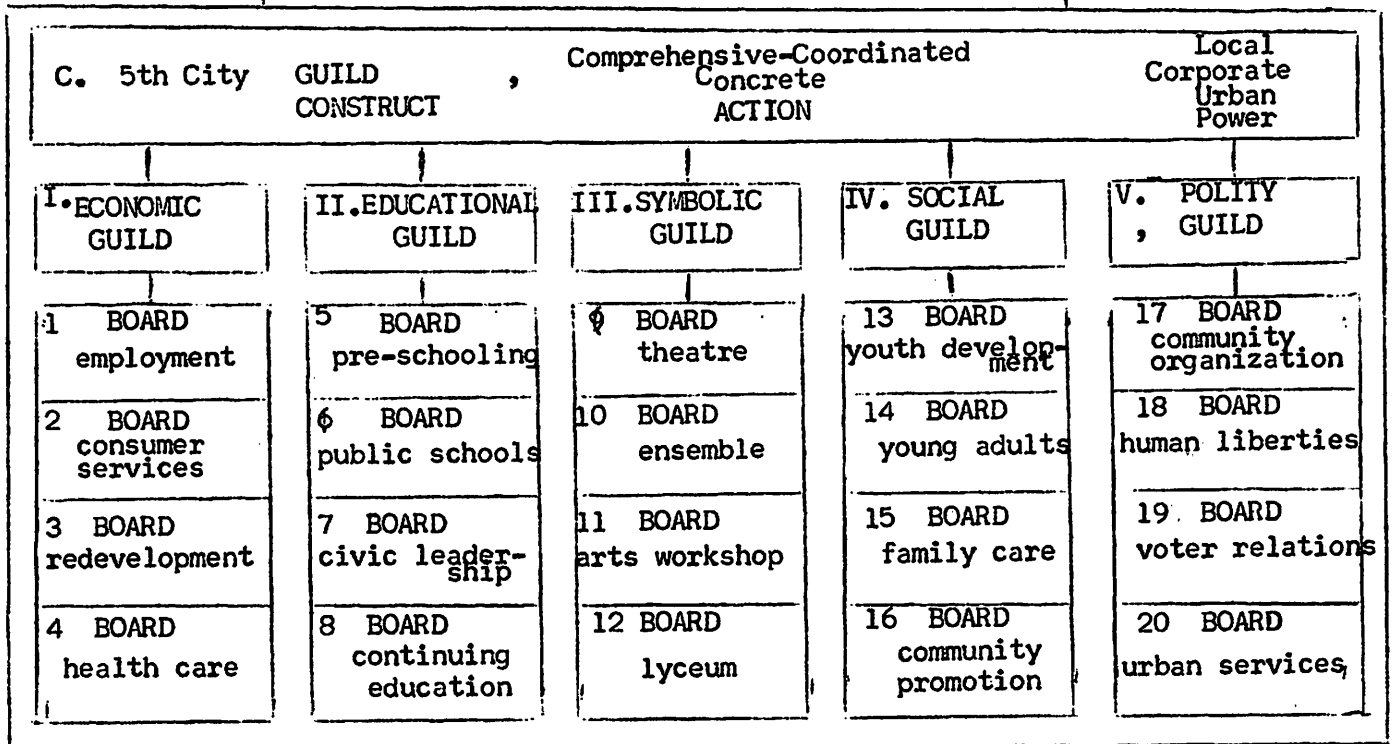 C. 5th City GUILD CONSTRUCT , Comprehensive-Coordinated Concrete ACTION
Local
Corporate
Urban
Power
I. ECONOMIC
GUILD
1 BOARD
employment
2 BOARD
consumer
services
3 BOARD
redevelopment
4 BOARD
health care
II. EDUCATIONAL
GUILD
5 BOARD
pre-schooling
6 BOARD
public schools
7 BOARD
civic leader-
ship
8 BOARD
continuing
education
III. SYMBOLIC
GUILD
BOARD
theatre
10 BOARD
ensemble
11 BOARD
arts workshop
12 BOARD
lyceum
IV. SOCIAL
GUILD
13 BOARD
youth develop-
ment
14 BOARD
young adults
15 BOARD
family care
16 BOARD
community
promotion
V. POLITY
, GUILD
17 BOARD
community
organization
18 BOARD
human liberties
19. BOARD
voter relations
20 BOARD
urban services